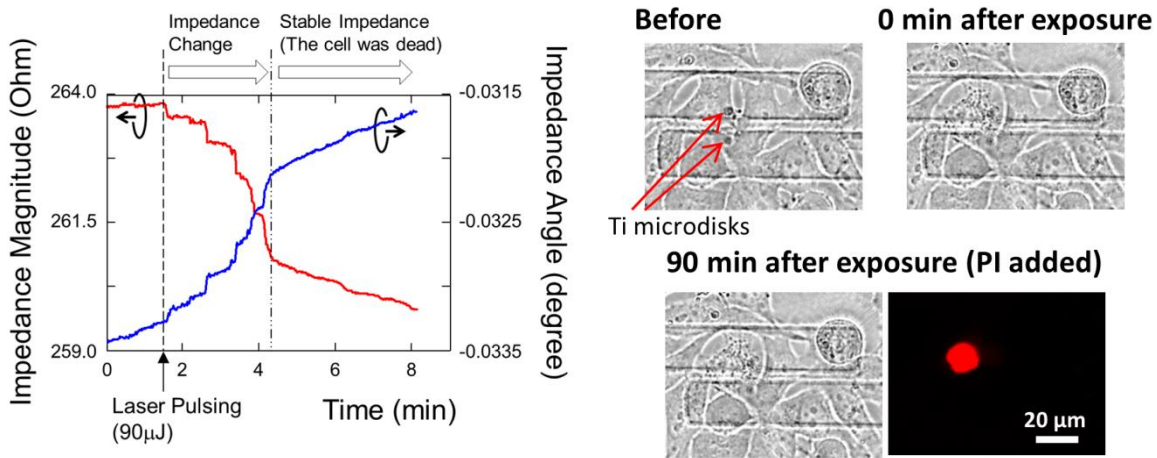 Impedance
Change
Stable Impedance
(The cell was dead)
Impedance Magnitude (Ohm)
264.0
261.5
259.0
0
2
4
6
8
-0.0315
-0.0325
-0.0335
Impedance Angle (degree)
Laser Pulsing
(90µJ)
Time (min)
Before
0 min after exposure
Ti microdisks
90 min after exposure (PI added)
20 µm